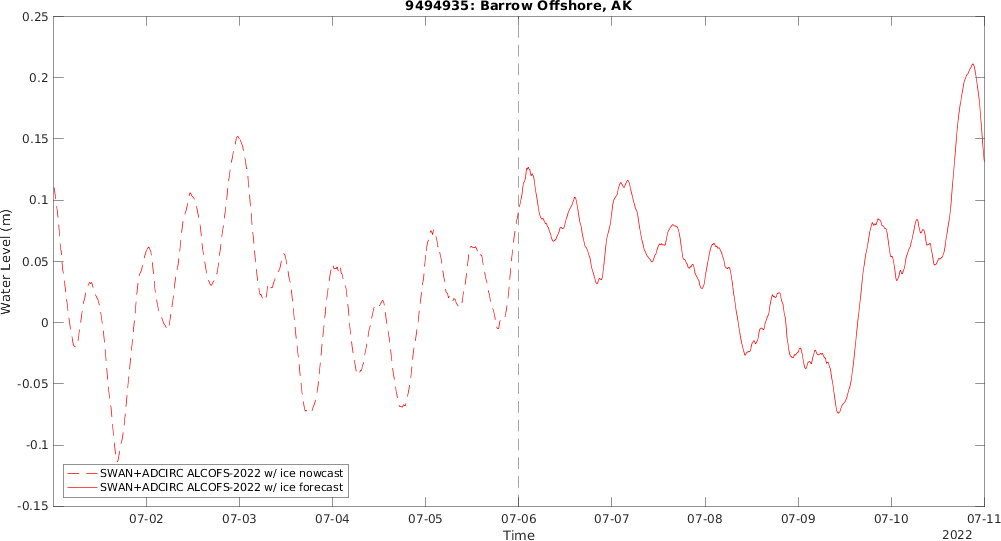 9494935: Barrow Offshore, AK
0.25
0.2
0.15
0.1
0.05
0
-0.05
-0.1
-0.15
Water Level (m)
SWAN+ADCIRC ALCOFS-2022 w/ ice nowcast
SWAN+ADCIRC ALCOFS-2022 w/ ice forecast
07-02 07-03 07-04 07-05 07-06 07-07 07-08 07-09 07-10 07-11
Time
2022